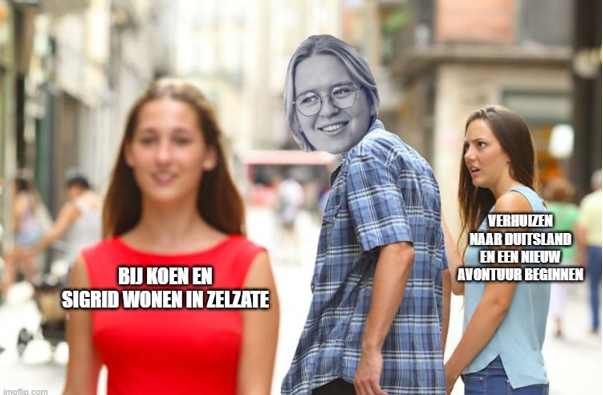 BIJ KOEN EN
SIGRID WONEN IN ZELZATE
VERHUIZEN
NAAR DUITSLAND
EN EEN NIEUW
AVONTUUR BEGINNEN
imgflip.com